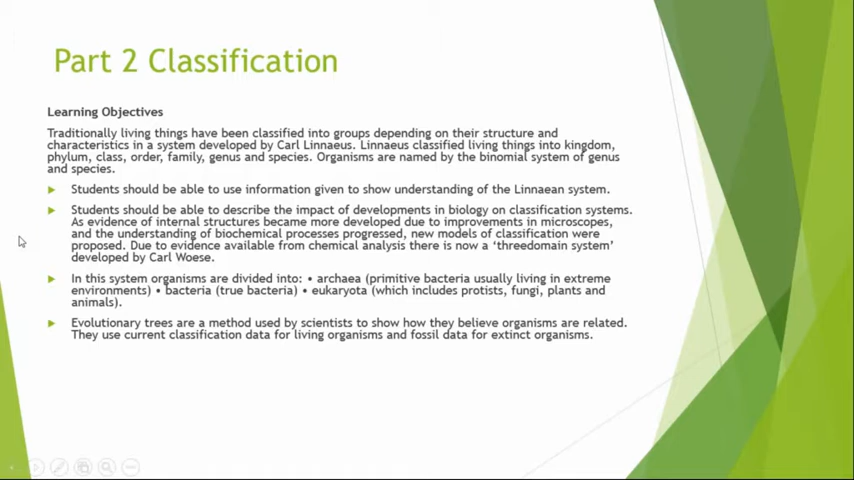 Part 2 Classification
Learning Objectives
Traditionally living things have been classified into groups depending on their structure and
characteristics in a system developed by Carl Linnaeus. Linnaeus classified living things into kingdom,
phylum, class, order, family, genus and species. Organisms are named by the binomial system of genus
and species.
Students should be able to use information given to show understanding of the Linnaean system.
Students should be able to describe the impact of developments in biology on classification systems.
As evidence of internal structures became more developed due to improvements in microscopes,
and the understanding of biochemical processes progressed, new models of classification were
proposed. Due to evidence available from chemical analysis there is now a ‘threedomain system’
developed by Carl Woese.
In this system organisms are divided into: • archaea (primitive bacteria usually living in extreme
environments) • bacteria (true bacteria) • eukaryota (which includes protists, fungi, plants and
animals).
Evolutionary trees are a method used by scientists to show how they believe organisms are related.
They use current classification data for living organisms and fossil data for extinct organisms.